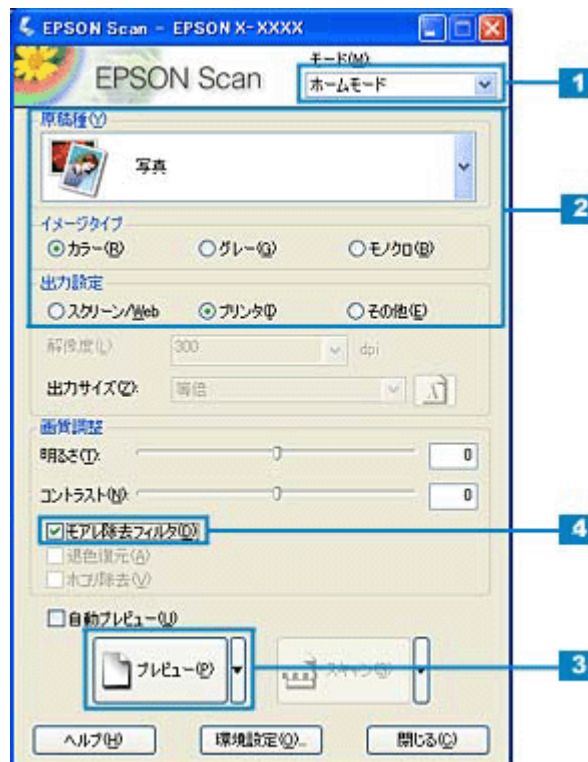 EPSON Scan - EPSON X-XXXX
EPSON Scan
モード(M)
ホームモード
1
原稿種(Y)
写真
2
イメージタイプ
カラー(R)
グレー(G)
モノクロ(B)
出力設定
スクリーン/Web
プリンタ(I)
その他(E)
解像度(L)
300
dpi
出力サイズ(Z):
等倍
画質調整
明るさ(T):
0
コントラスト(N):
0
モアレ除去フィルタ(D)
4
退色復元(A)
ホコリ除去(V)
自動プレビュー(U)
プレビュー(P)
スキャン(S)
3
ヘルプ(H)
環境設定(O)...
閉じる(C)